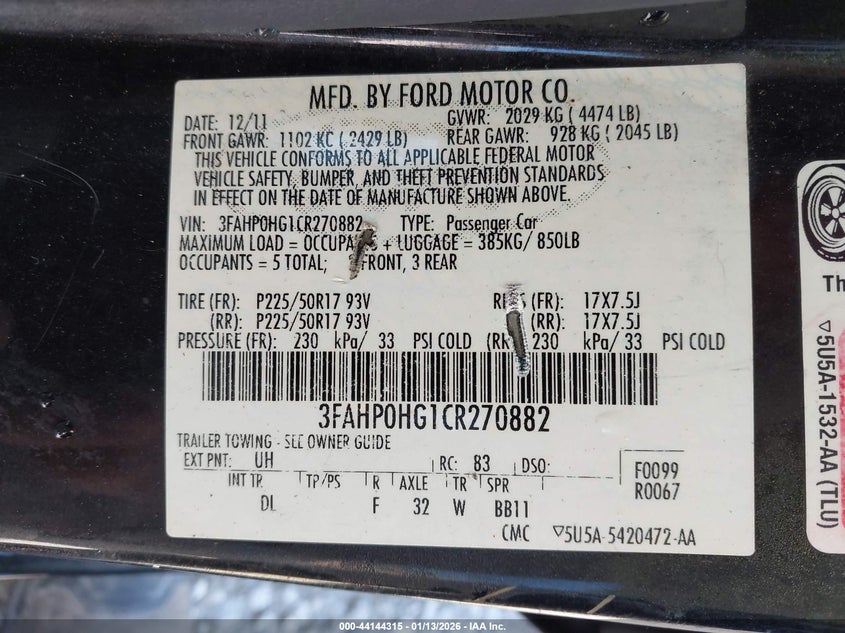 MFD. BY FORD MOTOR CO.
DATE: 12/11 GVWR: 2029 KG ( 4474 LB)
FRONT GAWR: 1102 KG ( 2429 LB) REAR GAWR: 928 KG ( 2045 LB)
THIS VEHICLE CONFORMS TO ALL APPLICABLE FEDERAL MOTOR
VEHICLE SAFETY, BUMPER, AND THEFT PREVENTION STANDARDS
IN EFFECT ON THE DATE OF MANUFACTURE SHOWN ABOVE.
VIN: 3FAHP0HG1CR270882 TYPE: Passenger Car
MAXIMUM LOAD = OCCUPANTS + LUGGAGE = 385KG/ 850LB
OCCUPANTS = 5 TOTAL; FRONT, 3 REAR
TIRE (FR): P225/50R17 93V RIMS (FR): 17X7.5J
(RR): P225/50R17 93V (RR): 17X7.5J
PRESSURE (FR): 230 kPa/ 33 PSI COLD 230 kPa/33 PSI COLD
3FAHP0HG1CR270882
TRAILER TOWING - SEE OWNER GUIDE
EXT PNT: UH RC: 83 DSO: F0099
INT TR TP/PS R AXLE TR SPR R0067
DL F 32 W BB11
CMC ▽5U5A-5420472-AA
Th
▽5U5A-1532-AA (TLU)
000-44144315 - 01/13/2026 - IAA Inc.